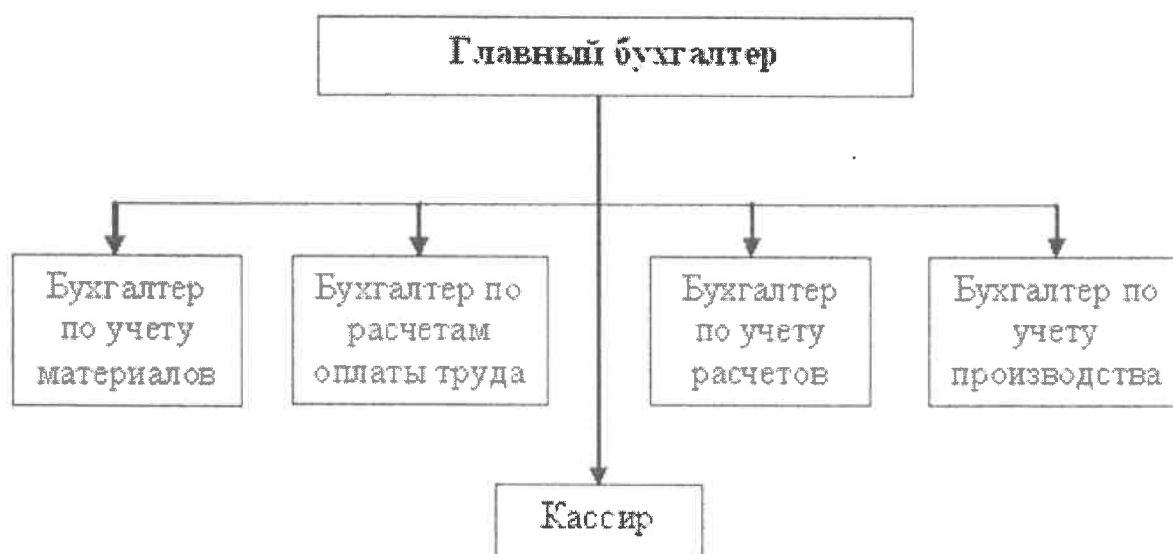 Главный бухгалтер
Бухгалтер
по учету
материалов
Бухгалтер по
расчетам
оплаты труда
Бухгалтер
по учету
расчетов
Бухгалтер по
учету
производства
Кассир